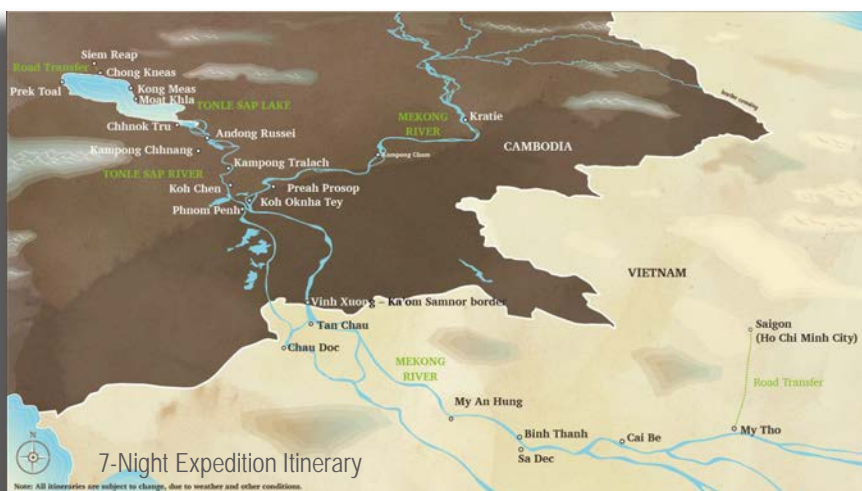 Siem Reap
Road Transfer
Chong Kneas
Prek Toal
Kong Meas
Moat Khla
TONLE SAP LAKE
Chhnok Tru
Andong Russei
MEKONG
RIVER
Kratie
CAMBODIA
Kampong Chhnang
Kampong Cham
Kampong Tralach
TONLE SAP RIVER
Koh Chen
Preah Prosop
Koh Oknha Tey
Phnom Penh
VIETNAM
Vinh Xuong – Ka'om Samnor border
Tan Chau
Chau Doc
Saigon
(Ho Chi Minh City)
MEKONG
RIVER
Road Transfer
My An Hung
Binh Thanh
Cai Be
My Tho
Sa Dec
N
7-Night Expedition Itinerary
Note: All itineraries are subject to change, due to weather and other conditions.